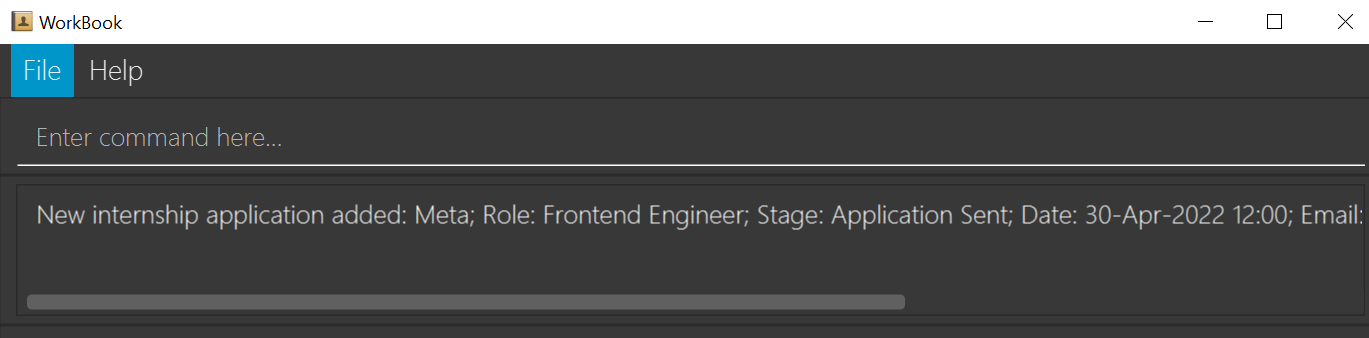 WorkBook
File Help
Enter command here...
New internship application added: Meta; Role: Frontend Engineer; Stage: Application Sent; Date: 30-Apr-2022 12:00; Email: